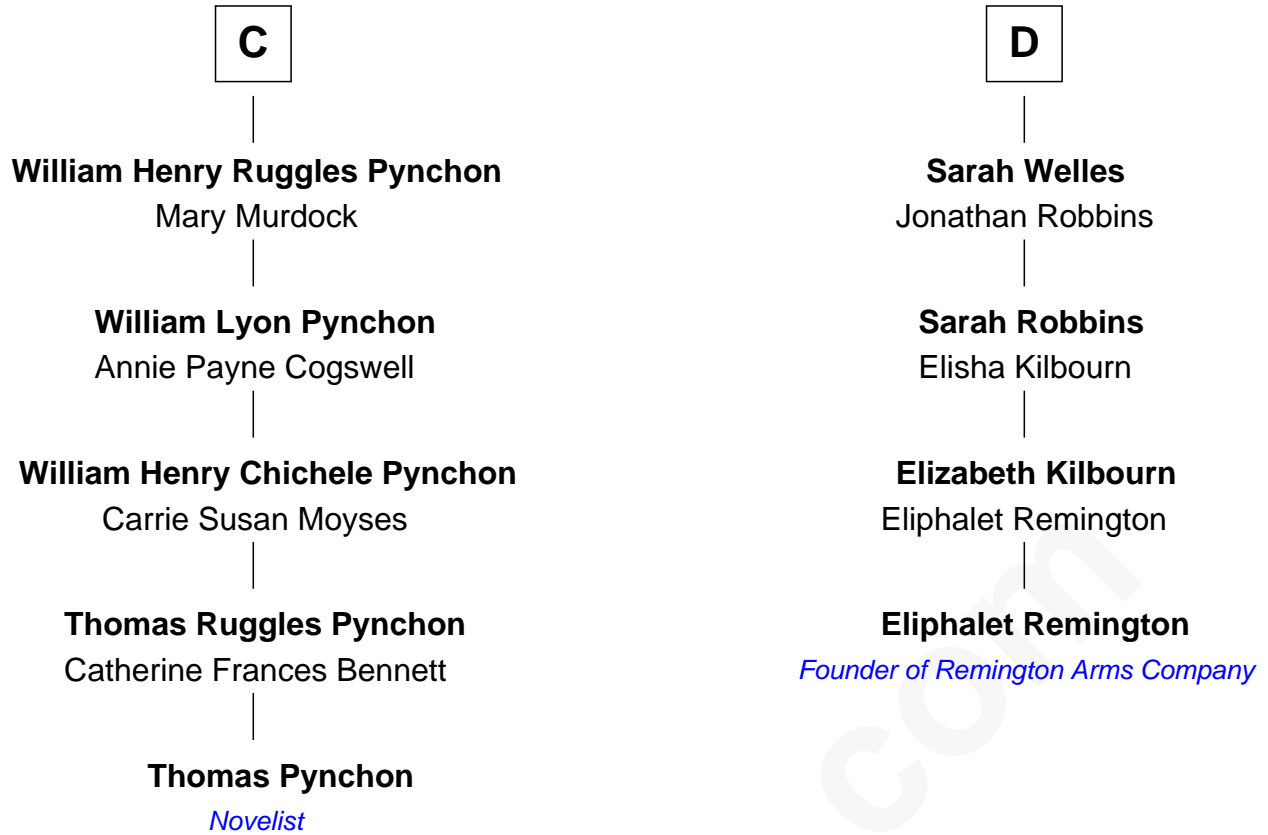 C
William Henry Ruggles Pynchon
Mary Murdock
William Lyon Pynchon
Annie Payne Cogswell
William Henry Chichele Pynchon
Carrie Susan Moyses
Thomas Ruggles Pynchon
Catherine Frances Bennett
Thomas Pynchon
Novelist
D
Sarah Welles
Jonathan Robbins
Sarah Robbins
Elisha Kilbourn
Elizabeth Kilbourn
Eliphalet Remington
Eliphalet Remington
Founder of Remington Arms Company
com